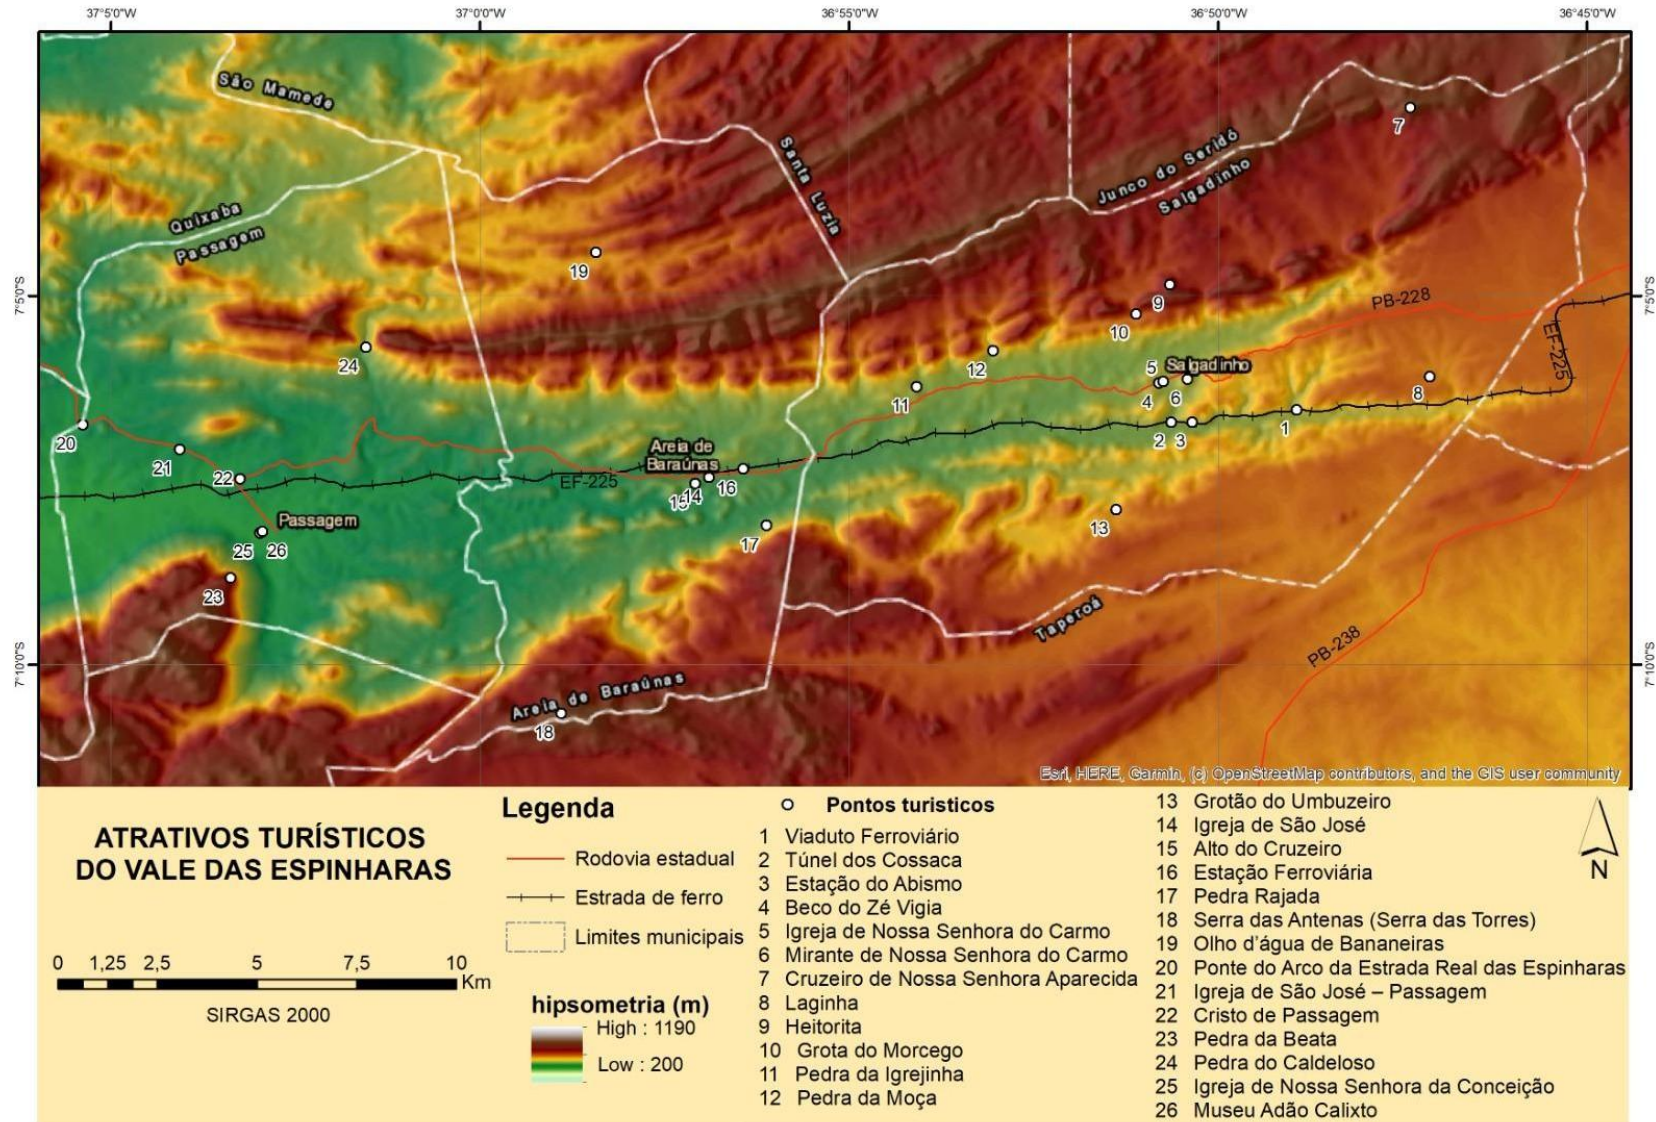 37°5'0"W
37°0'0"W
36°55'0"W
36°50'0"W
36°45'0"W
São Mamede
Santa Luzia
Junco do Seridó
Salgadinho
7
Quixaba
Passagem
19
7°5'0"S
7°5'0"S
9
PB-228
10
EF-225
24
12
5
Salgadinho
11
4
6
8
20
21
2
3
1
Areia de
Baraúnas
22
EF-225
15
14
16
Passagem
13
25
26
17
23
Taperoá
PB-238
7°10'0"S
7°10'0"S
Areia de Baraúnas
18
Esri, HERE, Garmin, (c) OpenStreetMap contributors, and the GIS user community
ATRATIVOS TURÍSTICOS
DO VALE DAS ESPINHARAS
0 1,25 2,5 5 7,5 10
Km
SIRGAS 2000
Legenda
Rodovia estadual
Estrada de ferro
Limites municipais
hipsometria (m)
High : 1190
Low : 200
Pontos turisticos
1 Viaduto Ferroviário
2 Túnel dos Cossaca
3 Estação do Abismo
4 Beco do Zé Vigia
5 Igreja de Nossa Senhora do Carmo
6 Mirante de Nossa Senhora do Carmo
7 Cruzeiro de Nossa Senhora Aparecida
8 Laginha
9 Heitorita
10 Grota do Morcego
11 Pedra da Igrejinha
12 Pedra da Moça
13 Grotão do Umbuzeiro
14 Igreja de São José
15 Alto do Cruzeiro
16 Estação Ferroviária
17 Pedra Rajada
18 Serra das Antenas (Serra das Torres)
19 Olho d'água de Bananeiras
20 Ponte do Arco da Estrada Real das Espinharas
21 Igreja de São José – Passagem
22 Cristo de Passagem
23 Pedra da Beata
24 Pedra do Caldeloso
25 Igreja de Nossa Senhora da Conceição
26 Museu Adão Calixto
N